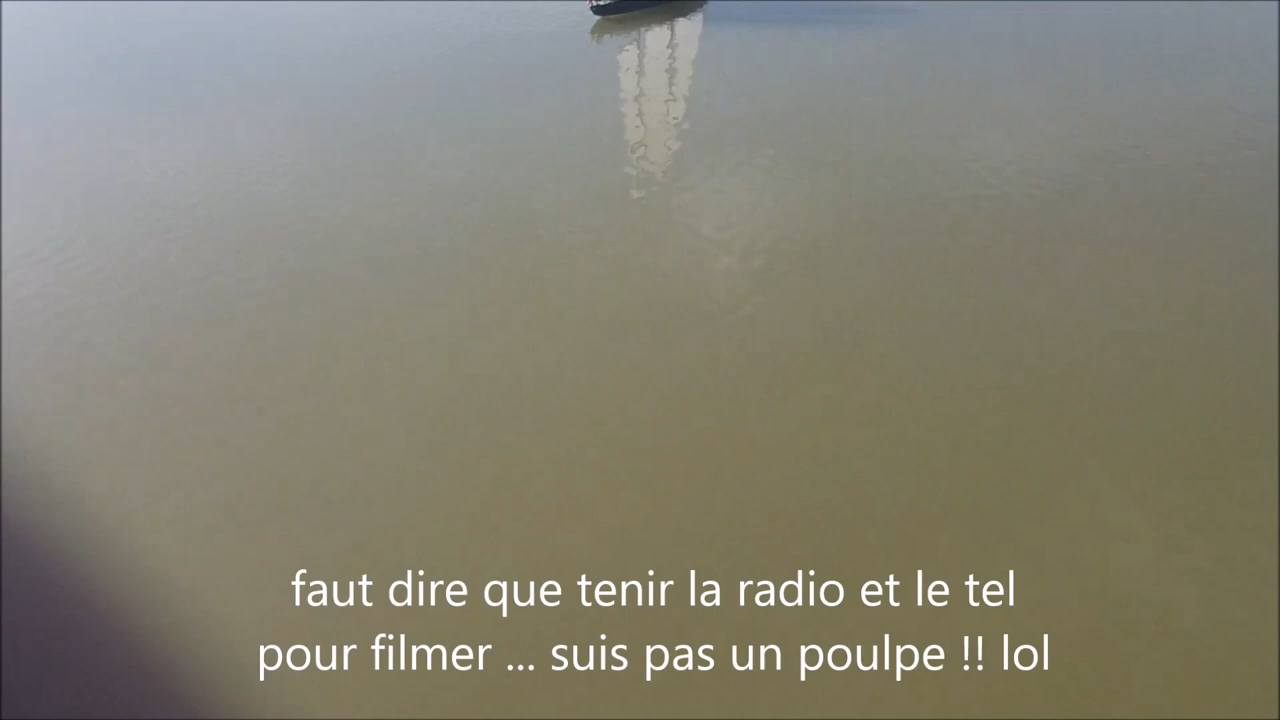 faut dire que tenir la radio et le tel
pour filmer ... suis pas un poulpe !! lol